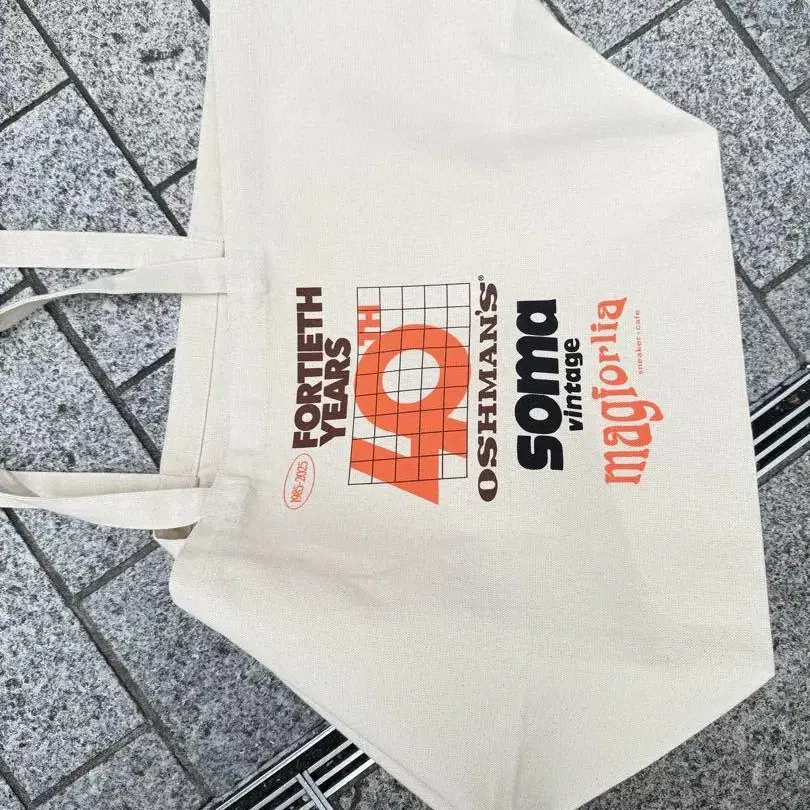 1985-2025
FORTIETH
YEARS
40TH
OSHMAN'S®
soma
vintage
magforlia
sneaker・cafe